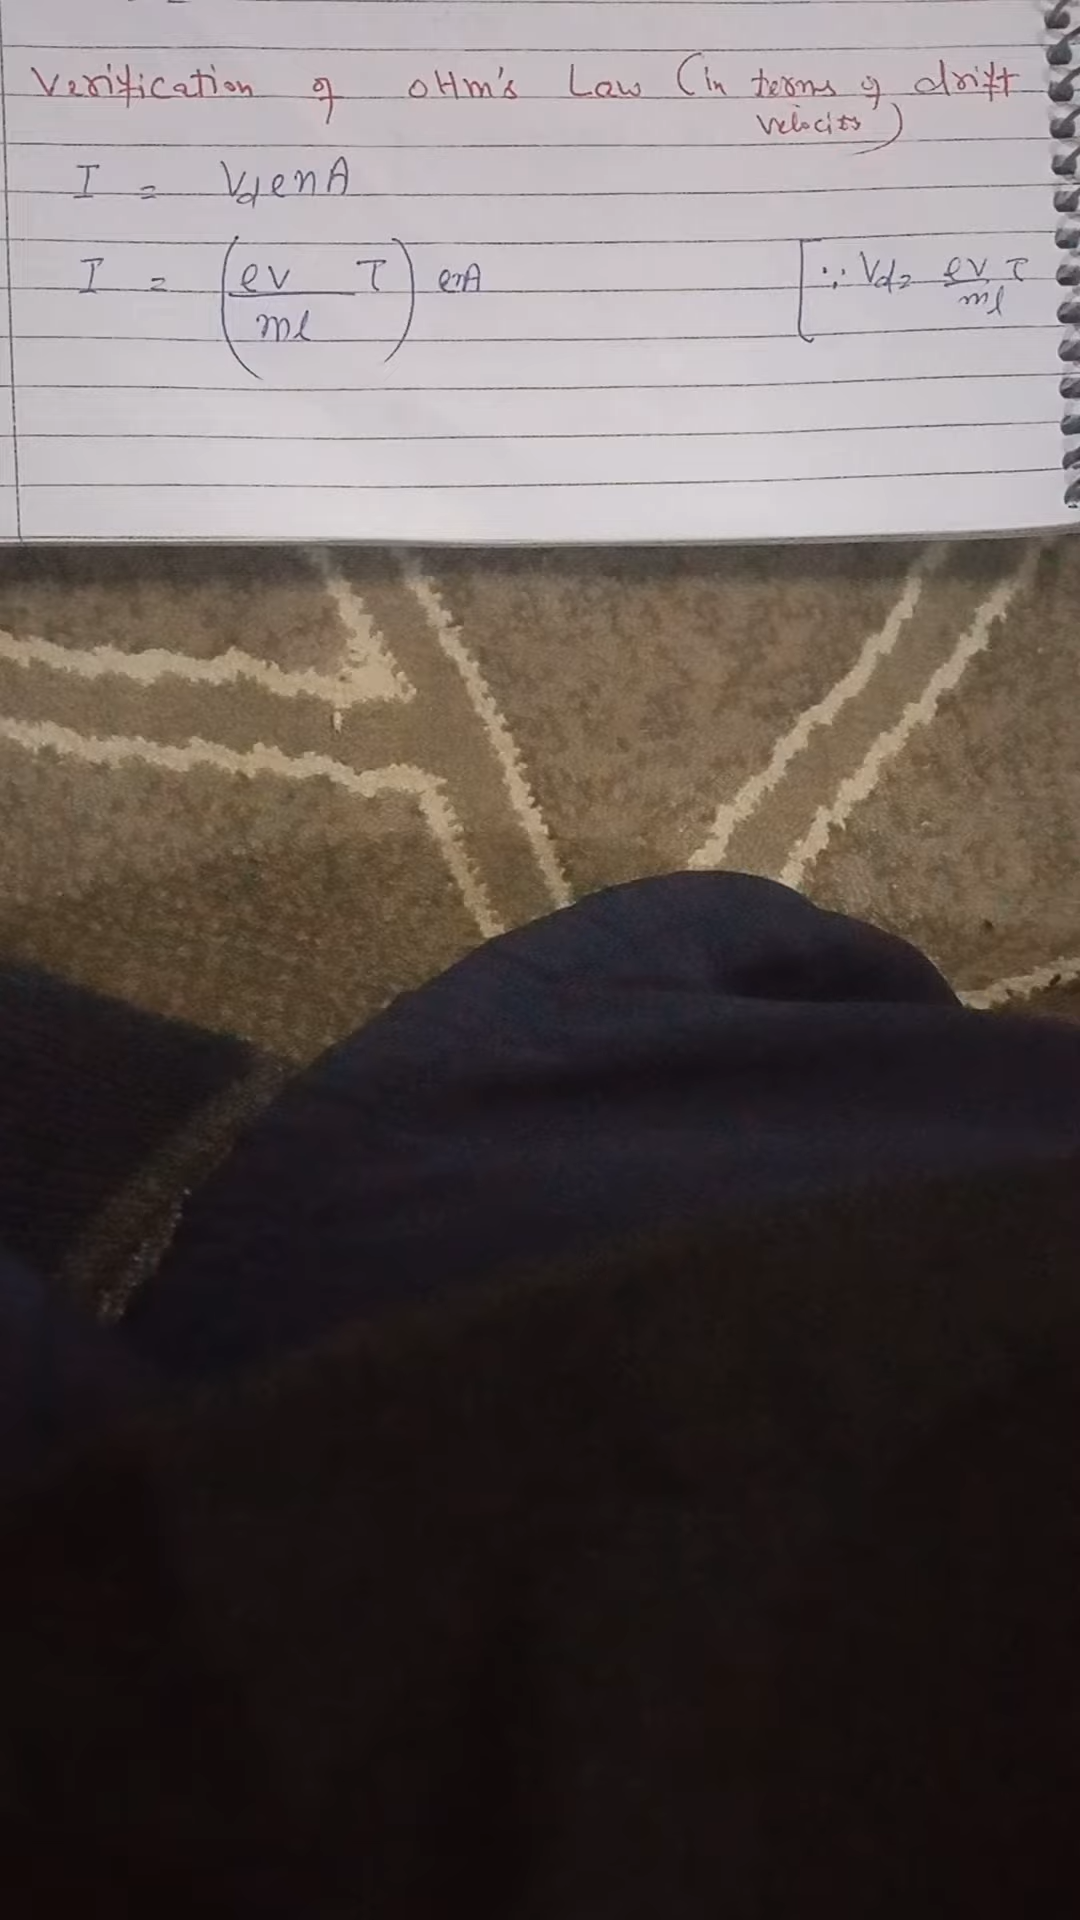 Verification of oHm's Law (in terms of drift
velocity)
I = VdenA
I = (eV/ml τ) enA [∵ Vd = eV/ml τ